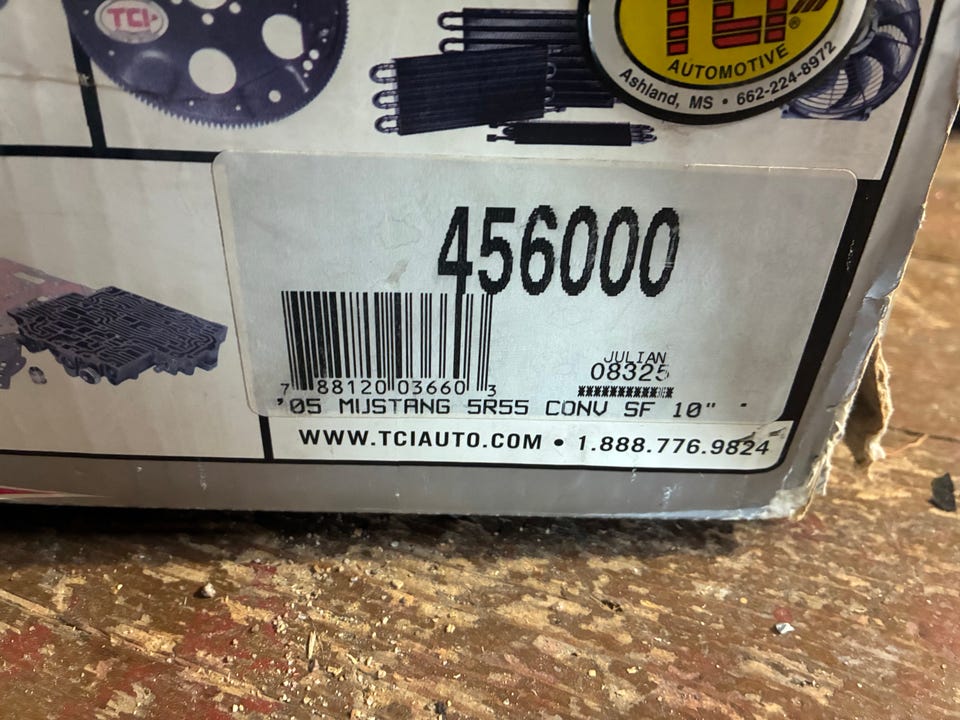 TCI
TCI®
AUTOMOTIVE
Ashland, MS • 662-224-8972
456000
JULIAN
08325
7 88120 03660 3
'05 MUSTANG 5R55 CONV SF 10"
WWW.TCIAUTO.COM • 1.888.776.9824